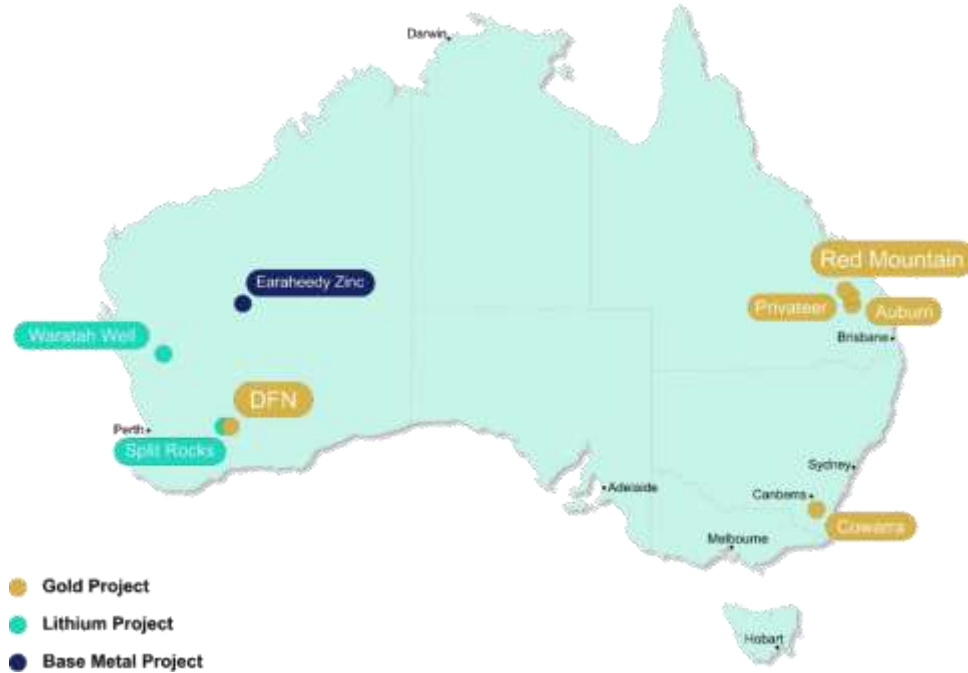 Darwin
Red Mountain
Earaheedy Zinc
Privateer
Auburn
Waratah Well
Brisbane
DFN
Perth
Split Rocks
Sydney
Adelaide
Canberra
Cowarra
Melbourne
Gold Project
Lithium Project
Hobart
Base Metal Project